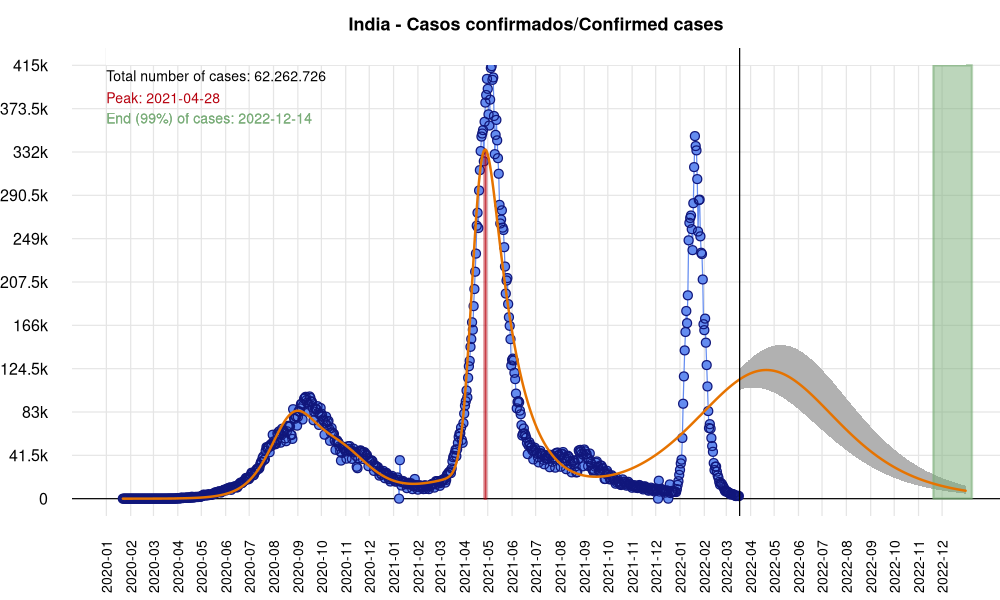 India - Casos confirmados/Confirmed cases
415k
373.5k
332k
290.5k
249k
207.5k
166k
124.5k
83k
41.5k
0
Total number of cases: 62.262.726
Peak: 2021-04-28
End (99%) of cases: 2022-12-14
2020-01
2020-02
2020-03
2020-04
2020-05
2020-06
2020-07
2020-08
2020-09
2020-10
2020-11
2020-12
2021-01
2021-02
2021-03
2021-04
2021-05
2021-06
2021-07
2021-08
2021-09
2021-10
2021-11
2021-12
2022-01
2022-02
2022-03
2022-04
2022-05
2022-06
2022-07
2022-08
2022-09
2022-10
2022-11
2022-12